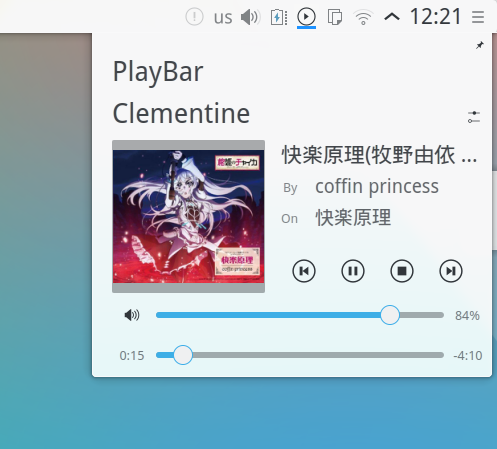 us 12:21
PlayBar
Clementine
快楽原理(牧野由依 ...
By coffin princess
On 快楽原理
84%
0:15 -4:10
棺姫のチャイカ
快楽原理
coffin princess